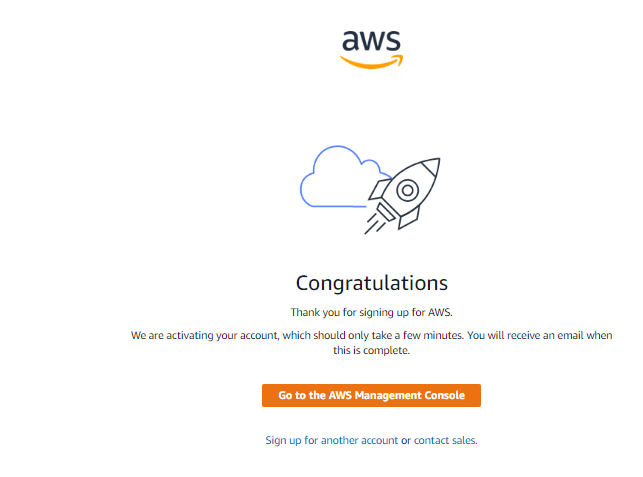 aws
Congratulations
Thank you for signing up for AWS.
We are activating your account, which should only take a few minutes. You will receive an email when
this is complete.
Go to the AWS Management Console
Sign up for another account or contact sales.